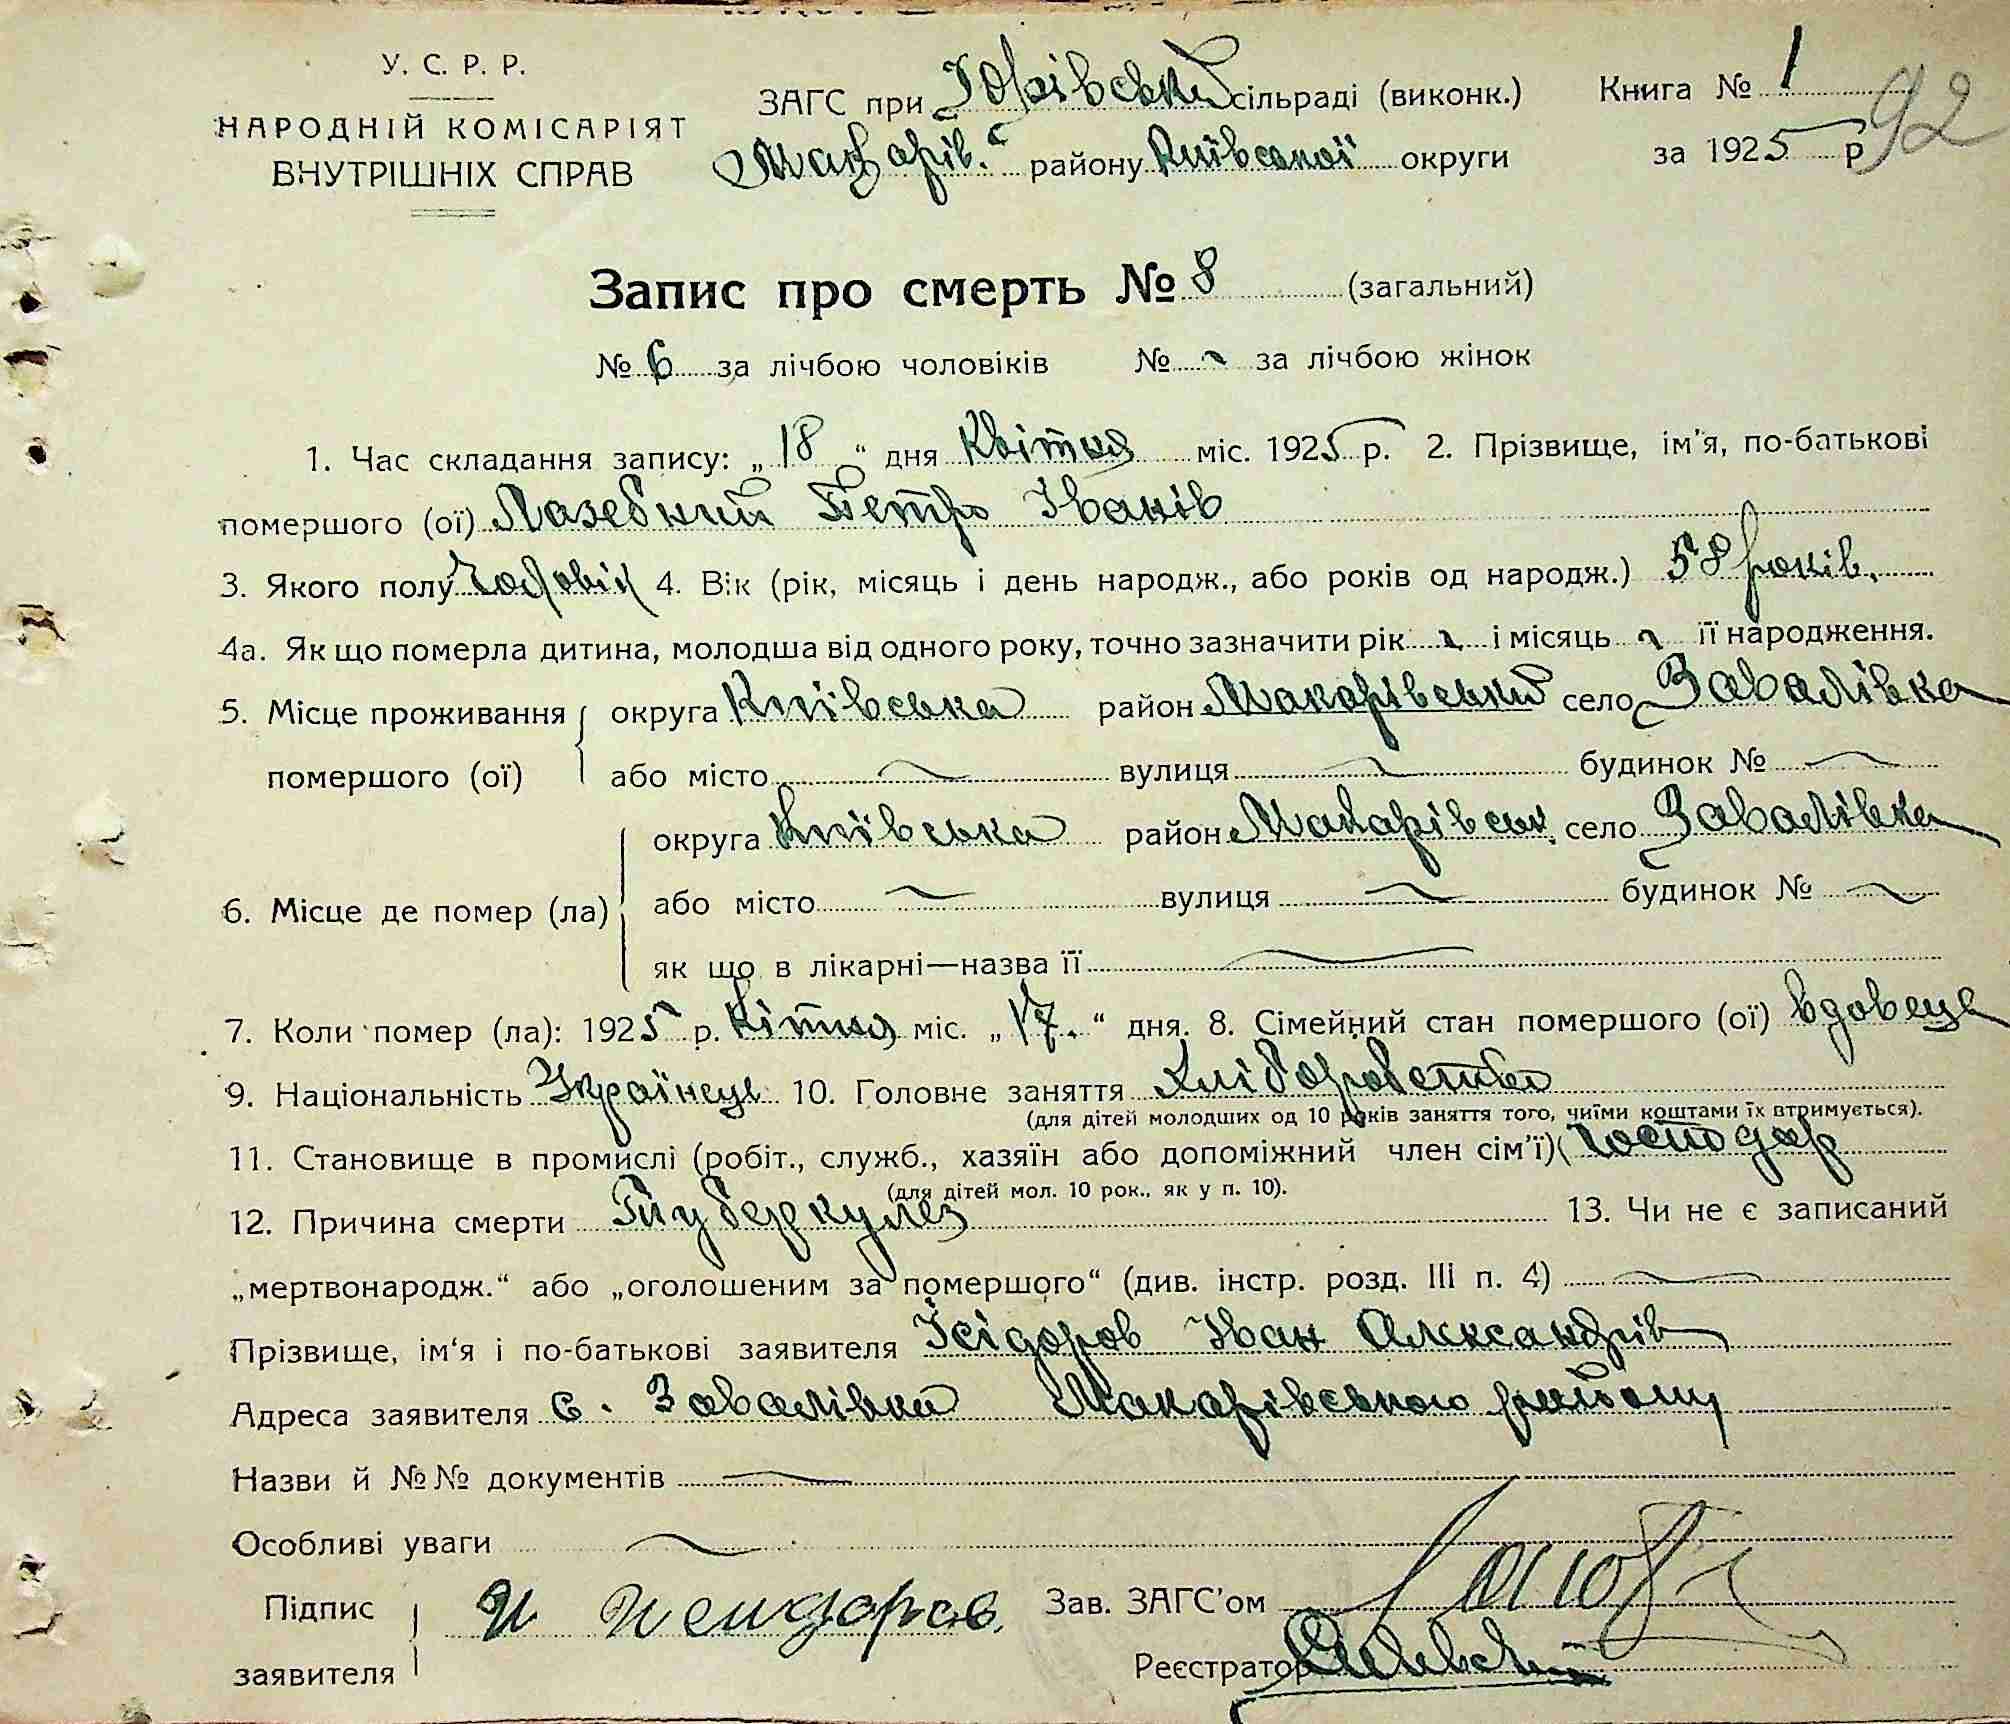 У. С. Р. Р.
НАРОДНІЙ КОМІСАРІЯТ
ВНУТРІШНІХ СПРАВ
ЗАГС при Юрівській сільраді (виконк.)
Макарів. району Київської округи
Книга № 1
за 1925 р
92
Запис про смерть № 8 (загальний)
№ 6 за лічбою чоловіків № за лічбою жінок
1. Час складання запису: „18“ дня Квітня міс. 1925 р. 2. Прізвище, ім'я, по-батькові
помершого (ої) Лазебний Петро Іванів
3. Якого полу Чоловік 4. Вік (рік, місяць і день народж., або років од народж.) 58 років.
4а. Як що померла дитина, молодша від одного року, точно зазначити рік і місяць її народження.
5. Місце проживання помершого (ої) округа Київська район Макарівський село Завалівка
або місто вулиця будинок №
6. Місце де помер (ла) округа Київська район Макарівськ. село Завалівка
або місто вулиця будинок №
як що в лікарні—назва її
7. Коли помер (ла): 1925 р. Квітня міс. „17.“ дня. 8. Сімейний стан помершого (ої) вдовець
9. Національність Українець 10. Головне заняття Хліборобство
(для дітей молодших од 10 років заняття того, чиїми коштами їх втримується).
11. Становище в промислі (робіт., служб., хазяїн або допоміжний член сім'ї) Господар
(для дітей мол. 10 рок., як у п. 10).
12. Причина смерти Туберкульоз 13. Чи не є записаний
„мертвонародж.“ або „оголошеним за помершого“ (див. інстр. розд. III п. 4)
Прізвище, ім'я і по-батькові заявителя Ісідоров Іван Александрів
Адреса заявителя с. Завалівка Макарівського району
Назви й №№ документів
Особливі уваги
Підпис заявителя И Исидоров.
Зав. ЗАГС'ом
Реєстратор